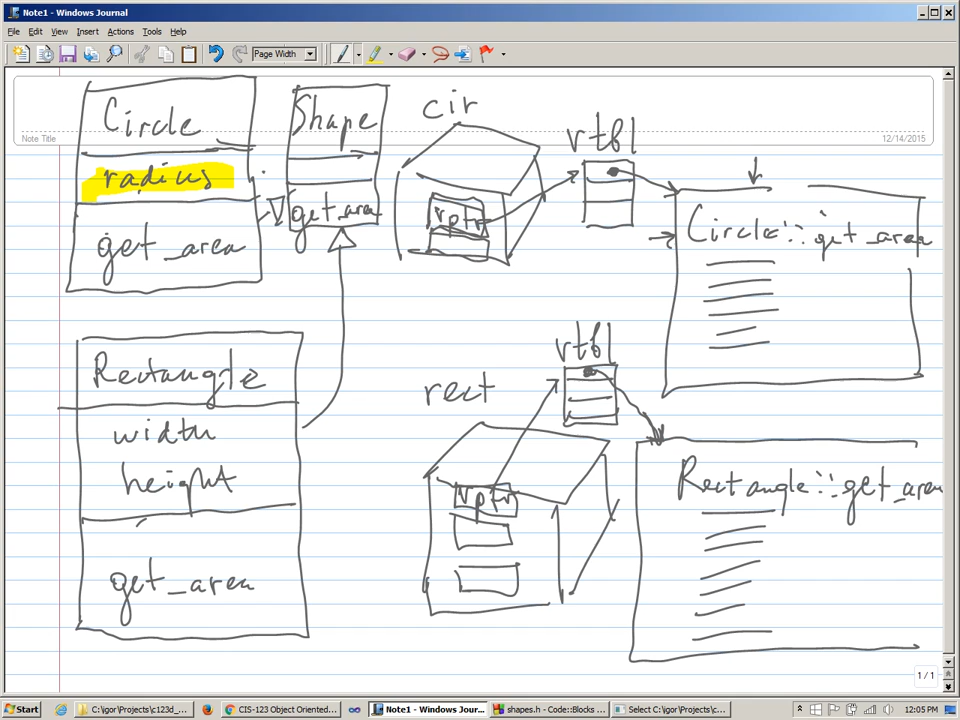 Note1 - Windows Journal
File Edit View Insert Actions Tools Help
Page Width
Note Title
12/14/2015
Circle
radius
get_area
Shape
get_area
cir
vptr
vtbl
Circle::get_area
Rectangle
width
height
get_area
rect
vptr
vtbl
Rectangle::get_area
1 / 1
Start
C:\igor\Projects\c123d_...
CIS-123 Object Oriented...
Note1 - Windows Jour...
shapes.h - Code::Blocks ...
Select C:\igor\Projects\c...
12:05 PM